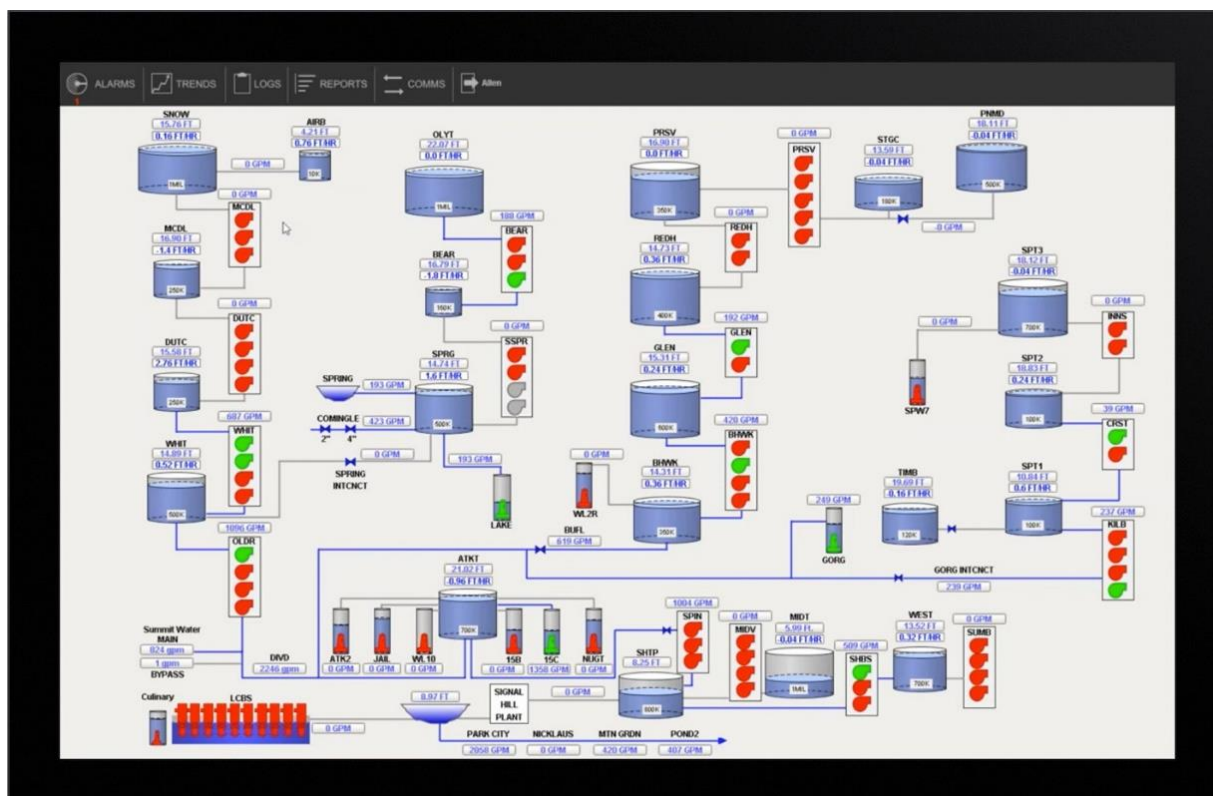 ALARMS TRENDS LOGS REPORTS COMMS Allen
1
SNOW
15.76 FT
0.16 FT/HR
1MIL
AIRB
4.21 FT
0.76 FT/HR
10K
0 GPM
0 GPM
MCDL
MCDL
16.90 FT
-1.4 FT/HR
250K
0 GPM
DUTC
DUTC
15.58 FT
2.76 FT/HR
250K
687 GPM
WHIT
WHIT
14.89 FT
0.52 FT/HR
500K
1096 GPM
OLDR
OLYT
22.07 FT
0.0 FT/HR
1MIL
188 GPM
BEAR
BEAR
16.79 FT
-1.8 FT/HR
150K
0 GPM
SSPR
SPRG
14.74 FT
1.6 FT/HR
500K
SPRING
193 GPM
COMINGLE
423 GPM
2" 4"
0 GPM
SPRING
INTCNCT
193 GPM
LAKE
PRSV
16.90 FT
0.0 FT/HR
350K
0 GPM
PRSV
0 GPM
REDH
REDH
14.73 FT
0.36 FT/HR
400K
192 GPM
GLEN
GLEN
15.31 FT
0.24 FT/HR
500K
420 GPM
BHWK
BHWK
14.31 FT
0.36 FT/HR
350K
0 GPM
WL2R
BUFL
619 GPM
STGC
13.59 FT
-0.04 FT/HR
180K
PNMD
18.11 FT
-0.04 FT/HR
500K
-0 GPM
SPT3
18.12 FT
-0.04 FT/HR
700K
0 GPM
INNS
0 GPM
SPW7
SPT2
18.83 FT
0.24 FT/HR
100K
39 GPM
CRST
TIMB
19.69 FT
-0.16 FT/HR
120K
SPT1
10.84 FT
0.6 FT/HR
100K
237 GPM
KILB
249 GPM
GORG
GORG INTCNCT
239 GPM
ATKT
21.02 FT
-0.96 FT/HR
700K
ATK2 JAIL WL10 15B 15C NUGT
0 GPM 0 GPM 0 GPM 0 GPM 1358 GPM 0 GPM
Summit Water
MAIN
824 gpm
1 gpm
BYPASS
DIVD
2246 gpm
1004 GPM
SPIN
0 GPM
MIDV
MIDT
5.99 Ft.
-0.04 FT/HR
1MIL
SHTP
8.25 FT
600K
509 GPM
SHBS
WEST
13.52 FT
0.32 FT/HR
700K
0 GPM
SUMB
Culinary
LCBS
0 GPM
8.97 FT
SIGNAL
HILL
PLANT
0 GPM
PARK CITY NICKLAUS MTN GRDN POND2
2058 GPM 0 GPM 420 GPM 407 GPM